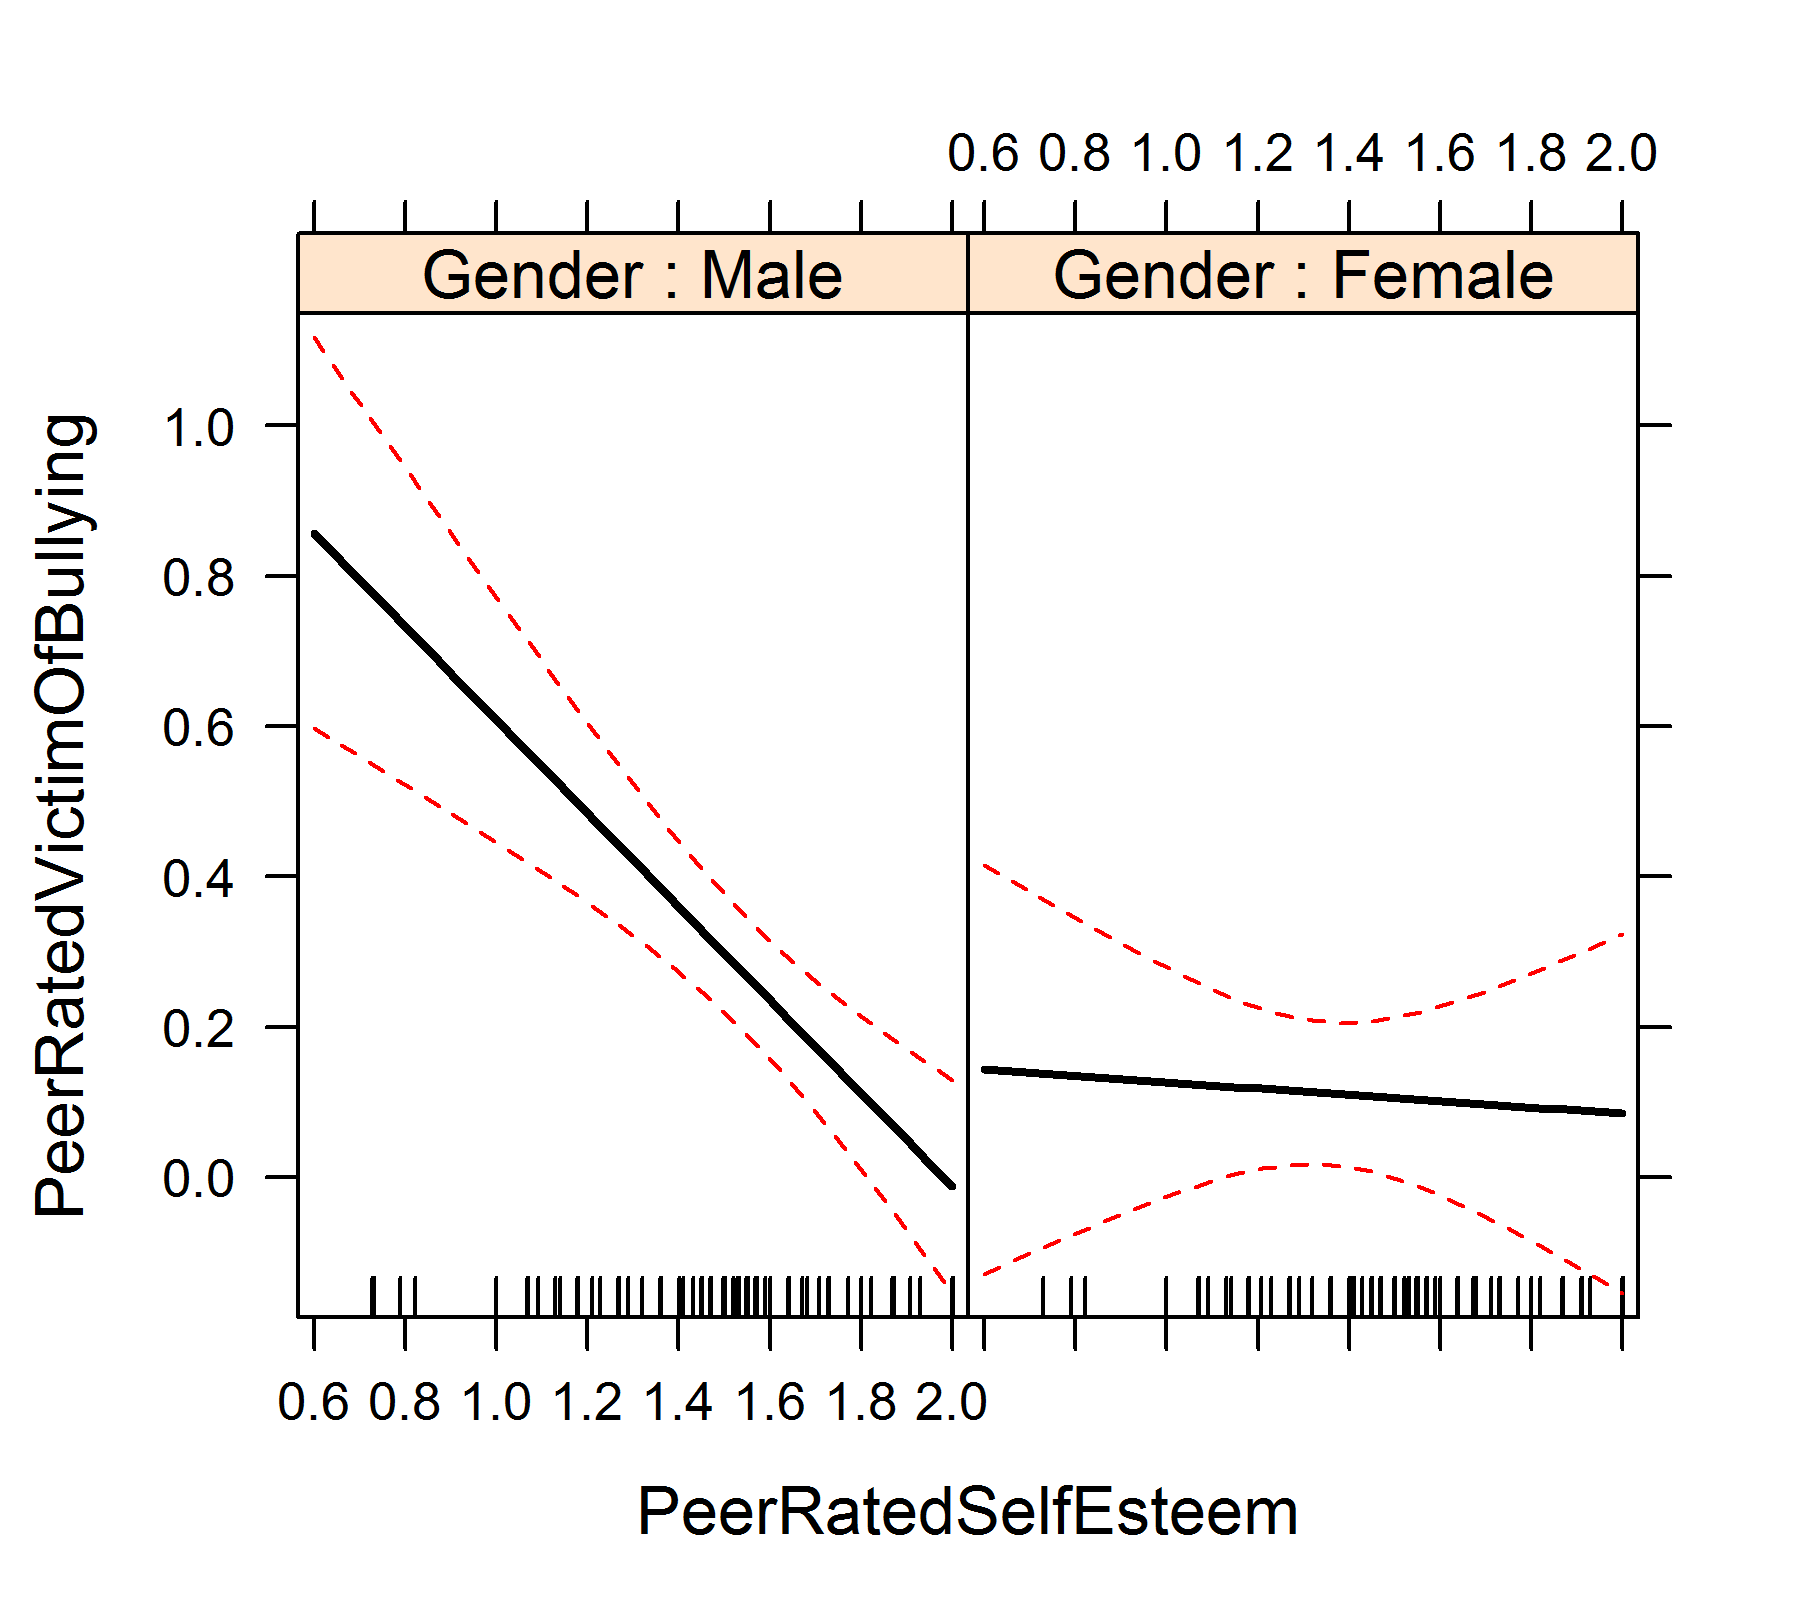 0.6 0.8 1.0 1.2 1.4 1.6 1.8 2.0
Gender : Male
Gender : Female
PeerRatedVictimOfBullying
1.0
0.8
0.6
0.4
0.2
0.0
0.6 0.8 1.0 1.2 1.4 1.6 1.8 2.0
PeerRatedSelfEsteem